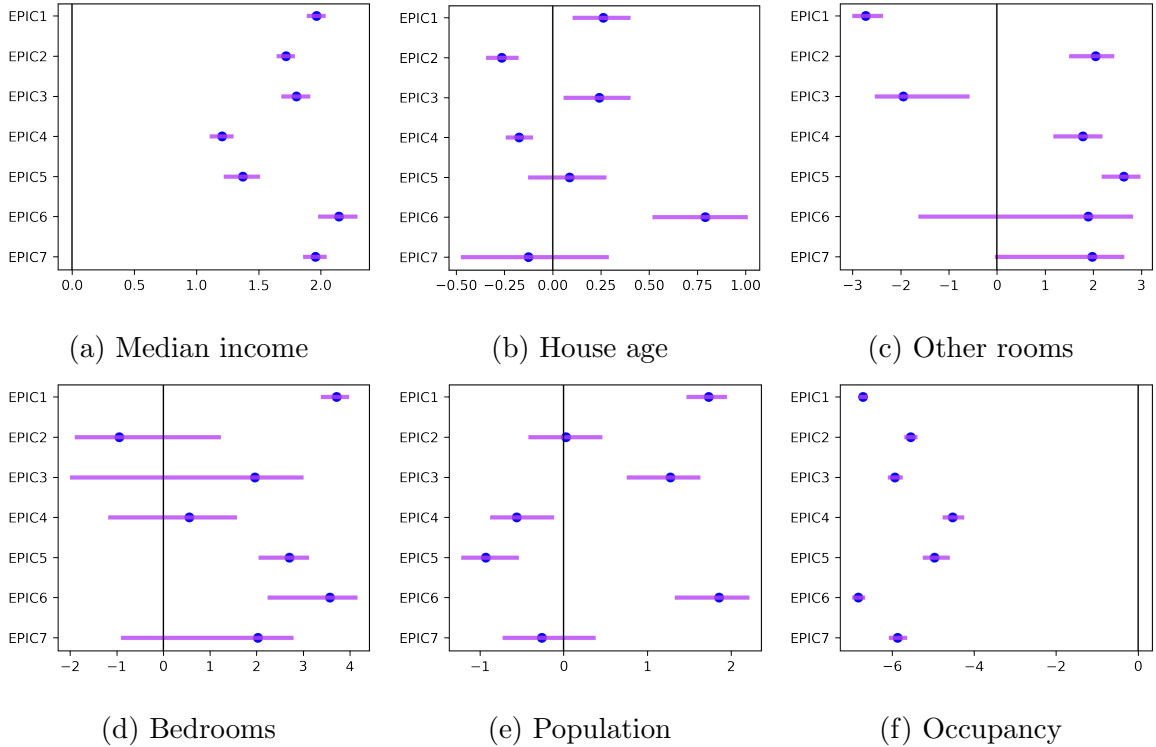 EPIC1
EPIC2
EPIC3
EPIC4
EPIC5
EPIC6
EPIC7
0.0 1.0 1.5 2.0
(a) Median income
EPIC1
EPIC2
EPIC3
EPIC4
EPIC5
EPIC6
EPIC7
−0.50 −0.25 0.00 0.25 0.50 0.75 1.00
(b) House age
EPIC1
EPIC2
EPIC3
EPIC4
EPIC5
EPIC6
EPIC7
−3 −2 −1 0 1 2 3
(c) Other rooms
EPIC1
EPIC2
EPIC3
EPIC4
EPIC5
EPIC6
EPIC7
−2 −1 0 1 2 3 4
(d) Bedrooms
EPIC1
EPIC2
EPIC3
EPIC4
EPIC5
EPIC6
EPIC7
−1 0 1 2
(e) Population
EPIC1
EPIC2
EPIC3
EPIC4
EPIC5
EPIC6
EPIC7
−6 −4 −2 0
(f) Occupancy